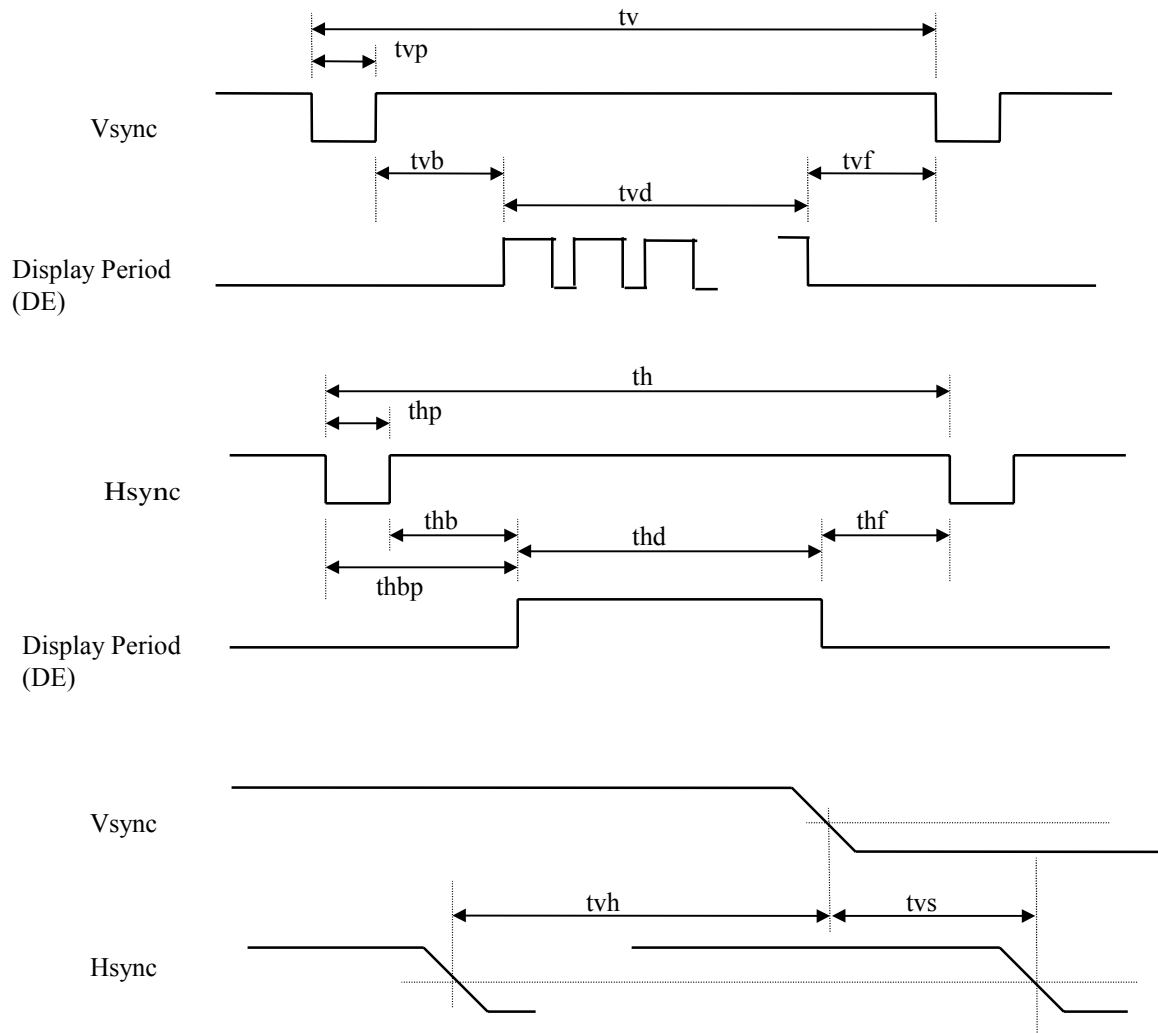 tv
tvp
Vsync
tvb
tvf
tvd
Display Period
(DE)
th
thp
Hsync
thb
thf
thd
thbp
Display Period
(DE)
Vsync
tvh
tvs
Hsync